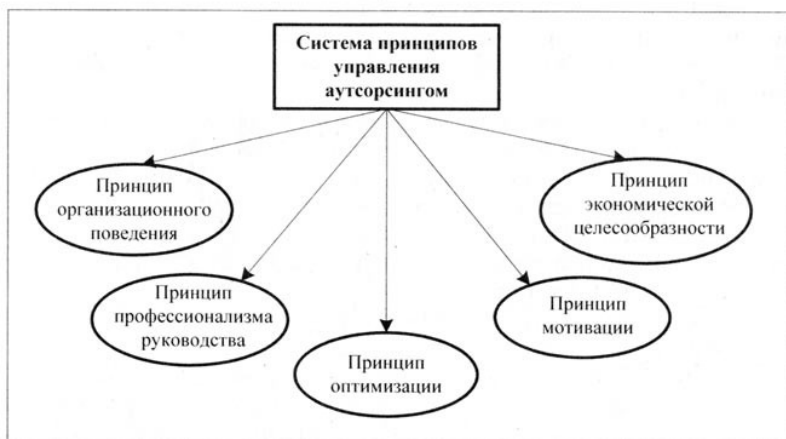 Система принципов
управления
аутсорсингом
Принцип
организационного
поведения
Принцип
экономической
целесообразности
Принцип
профессионализма
руководства
Принцип
мотивации
Принцип
оптимизации